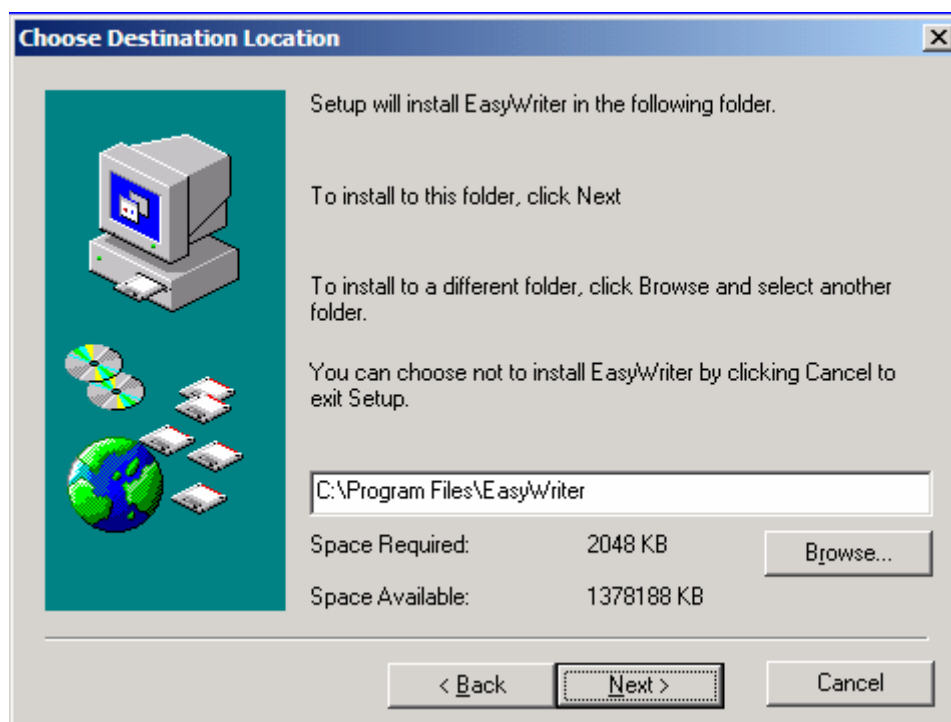 Choose Destination Location
Setup will install EasyWriter in the following folder.
To install to this folder, click Next
To install to a different folder, click Browse and select another
folder.
You can choose not to install EasyWriter by clicking Cancel to
exit Setup.
C:\Program Files\EasyWriter
Space Required: 2048 KB
Browse...
Space Available: 1378188 KB
< Back Next > Cancel